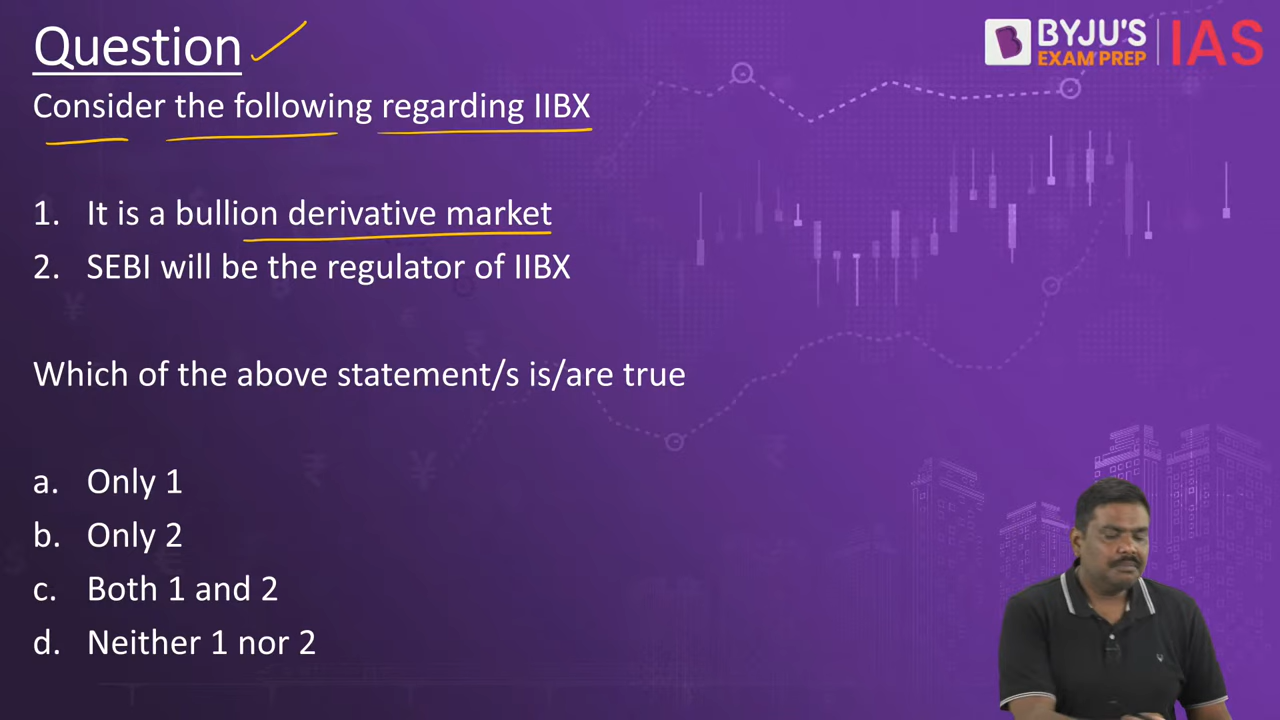 Question
BYJU'S
EXAM PREP
IAS
Consider the following regarding IIBX
1. It is a bullion derivative market
2. SEBI will be the regulator of IIBX
Which of the above statement/s is/are true
a. Only 1
b. Only 2
c. Both 1 and 2
d. Neither 1 nor 2